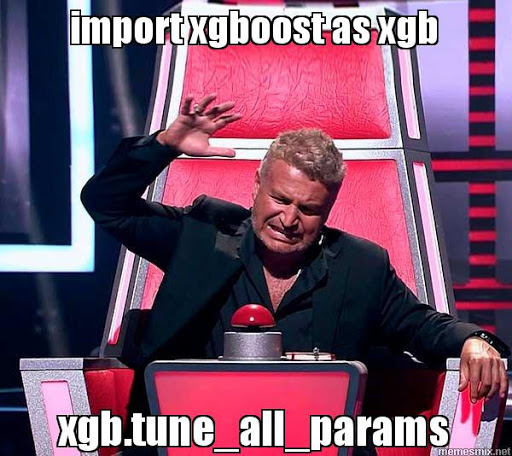 import xgboost as xgb
xgb.tune_all_params
memesmix.net